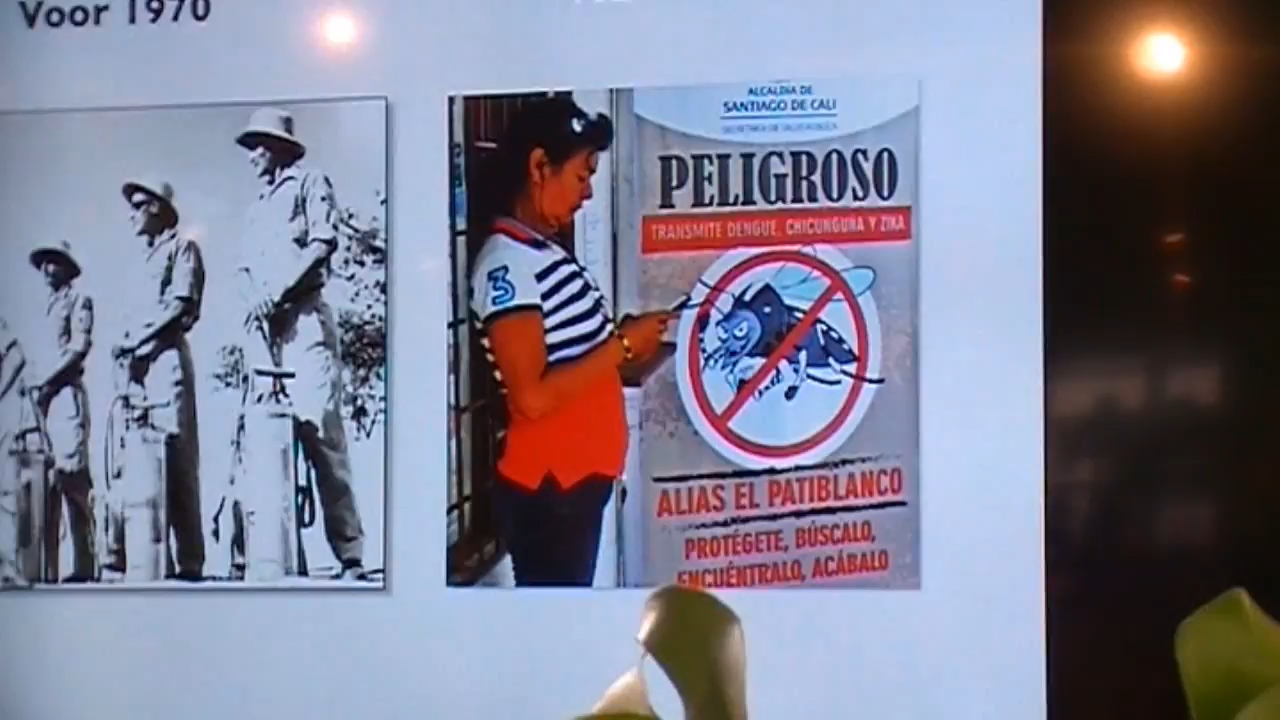 Voor 1970
ALCALDÍA DE
SANTIAGO DE CALI
PELIGROSO
TRANSMITE DENGUE, CHICUNGUÑA Y ZIKA
3
ALIAS EL PATIBLANCO
PROTÉGETE, BÚSCALO,
ENCUÉNTRALO, ACÁBALO